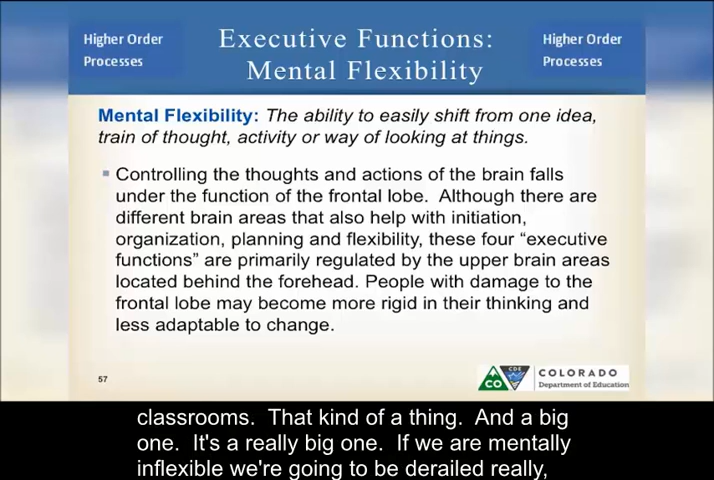 Higher Order
Processes
Executive Functions:
Mental Flexibility
Higher Order
Processes
Mental Flexibility: The ability to easily shift from one idea,
train of thought, activity or way of looking at things.
Controlling the thoughts and actions of the brain falls
under the function of the frontal lobe. Although there are
different brain areas that also help with initiation,
organization, planning and flexibility, these four “executive
functions” are primarily regulated by the upper brain areas
located behind the forehead. People with damage to the
frontal lobe may become more rigid in their thinking and
less adaptable to change.
57
CO
CDE
COLORADO
Department of Education
classrooms. That kind of a thing. And a big
one. It's a really big one. If we are mentally
inflexible we're going to be derailed really,